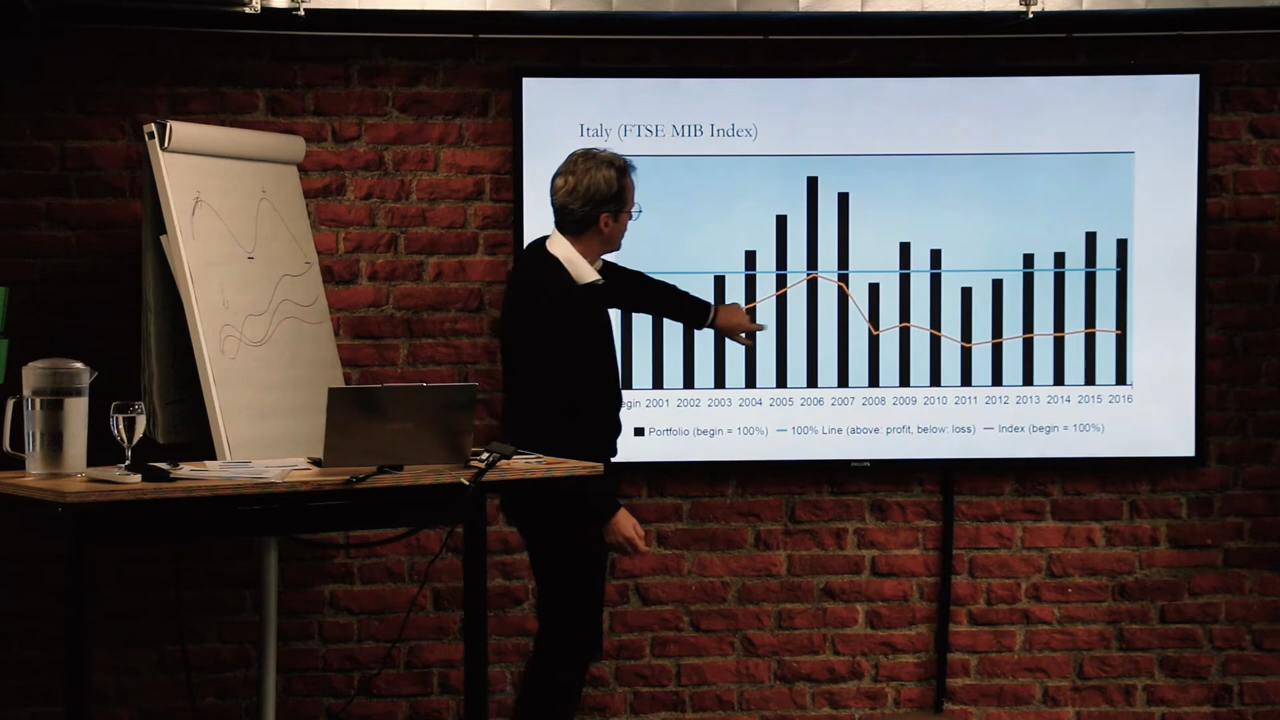 Italy (FTSE MIB Index)
egin 2001 2002 2003 2004 2005 2006 2007 2008 2009 2010 2011 2012 2013 2014 2015 2016
Portfolio (begin = 100%) 100% Line (above: profit, below: loss) Index (begin = 100%)
PHILIPS